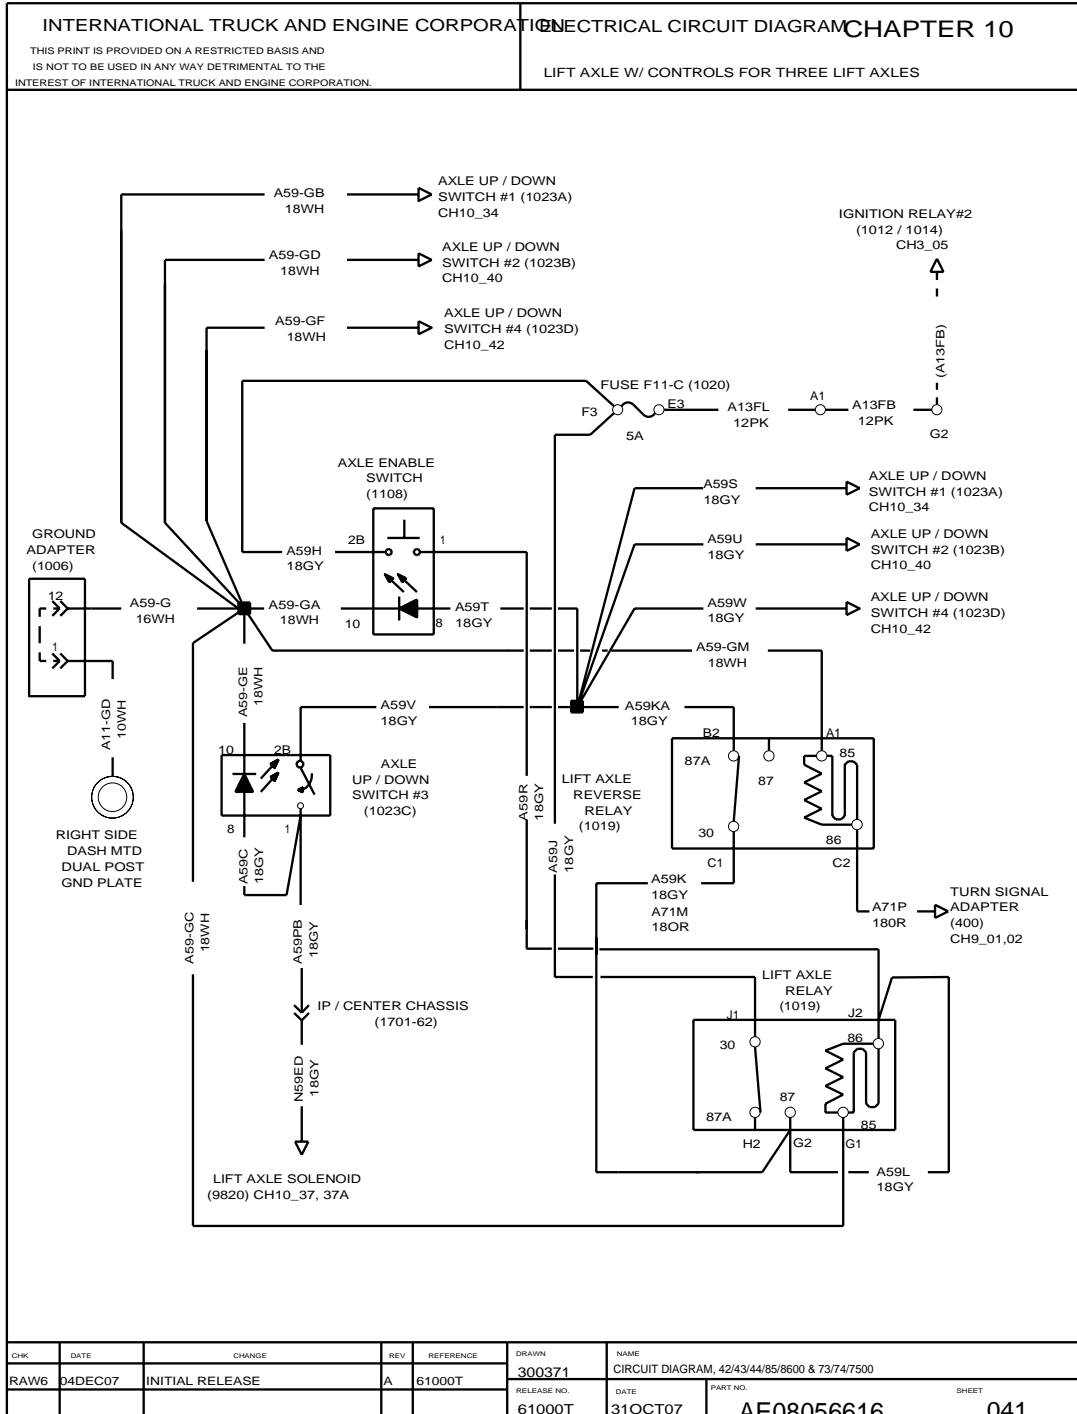 INTERNATIONAL TRUCK AND ENGINE CORPORATION
THIS PRINT IS PROVIDED ON A RESTRICTED BASIS AND
IS NOT TO BE USED IN ANY WAY DETRIMENTAL TO THE
INTEREST OF INTERNATIONAL TRUCK AND ENGINE CORPORATION.
ELECTRICAL CIRCUIT DIAGRAM
CHAPTER 10
LIFT AXLE W/ CONTROLS FOR THREE LIFT AXLES
A59-GB
18WH
AXLE UP / DOWN
SWITCH #1 (1023A)
CH10_34
A59-GD
18WH
AXLE UP / DOWN
SWITCH #2 (1023B)
CH10_40
A59-GF
18WH
AXLE UP / DOWN
SWITCH #4 (1023D)
CH10_42
IGNITION RELAY#2
(1012 / 1014)
CH3_05
(A13FB)
FUSE F11-C (1020)
F3
E3
5A
A13FL
12PK
A1
A13FB
12PK
G2
AXLE ENABLE
SWITCH
(1108)
2B
1
A59H
18GY
A59-GA
18WH
10
8
A59T
18GY
A59S
18GY
AXLE UP / DOWN
SWITCH #1 (1023A)
CH10_34
A59U
18GY
AXLE UP / DOWN
SWITCH #2 (1023B)
CH10_40
A59W
18GY
AXLE UP / DOWN
SWITCH #4 (1023D)
CH10_42
GROUND
ADAPTER
(1006)
12
1
A59-G
16WH
A11-GD
10WH
RIGHT SIDE
DASH MTD
DUAL POST
GND PLATE
A59-GE
18WH
A59-GM
18WH
A59V
18GY
A59KA
18GY
10
2B
AXLE
UP / DOWN
SWITCH #3
(1023C)
8
1
A59C
18GY
A59R
18GY
A59J
18GY
LIFT AXLE
REVERSE
RELAY
(1019)
B2
A1
87A
87
85
30
86
C1
C2
A59K
18GY
A71M
18OR
A71P
180R
TURN SIGNAL
ADAPTER
(400)
CH9_01,02
A59-GC
18WH
A59PB
18GY
IP / CENTER CHASSIS
(1701-62)
N59ED
18GY
LIFT AXLE SOLENOID
(9820) CH10_37, 37A
LIFT AXLE
RELAY
(1019)
J1
J2
30
86
87A
87
85
H2
G2
G1
A59L
18GY
CHK DATE CHANGE REV REFERENCE
RAW6 04DEC07 INITIAL RELEASE A 61000T
DRAWN
300371
NAME
CIRCUIT DIAGRAM, 42/43/44/85/8600 & 73/74/7500
RELEASE NO.
61000T
DATE
31OCT07
PART NO.
AE08056616
SHEET
041